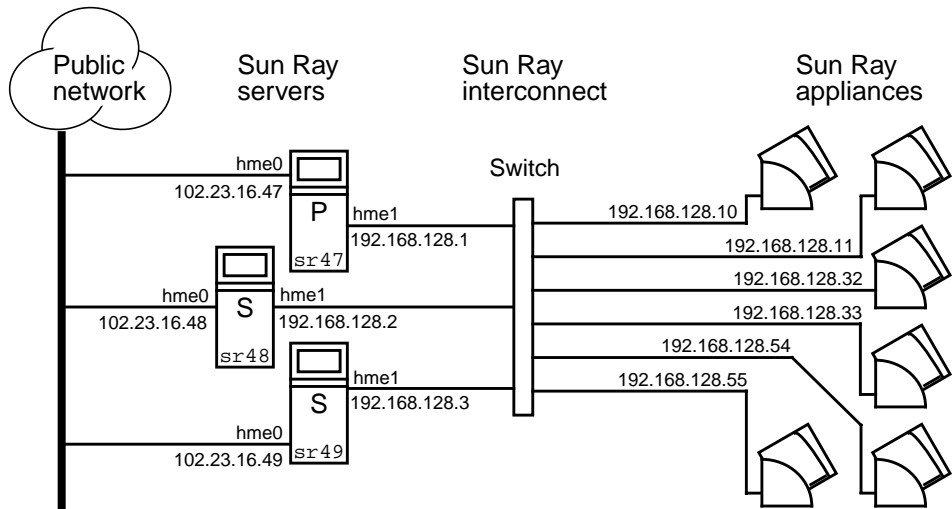 Public
network
Sun Ray
servers
Sun Ray
interconnect
Sun Ray
appliances
Switch
hme0
102.23.16.47
P
sr47
hme1
192.168.128.1
hme0
102.23.16.48
S
sr48
hme1
192.168.128.2
hme0
102.23.16.49
S
sr49
hme1
192.168.128.3
192.168.128.10
192.168.128.11
192.168.128.32
192.168.128.33
192.168.128.54
192.168.128.55